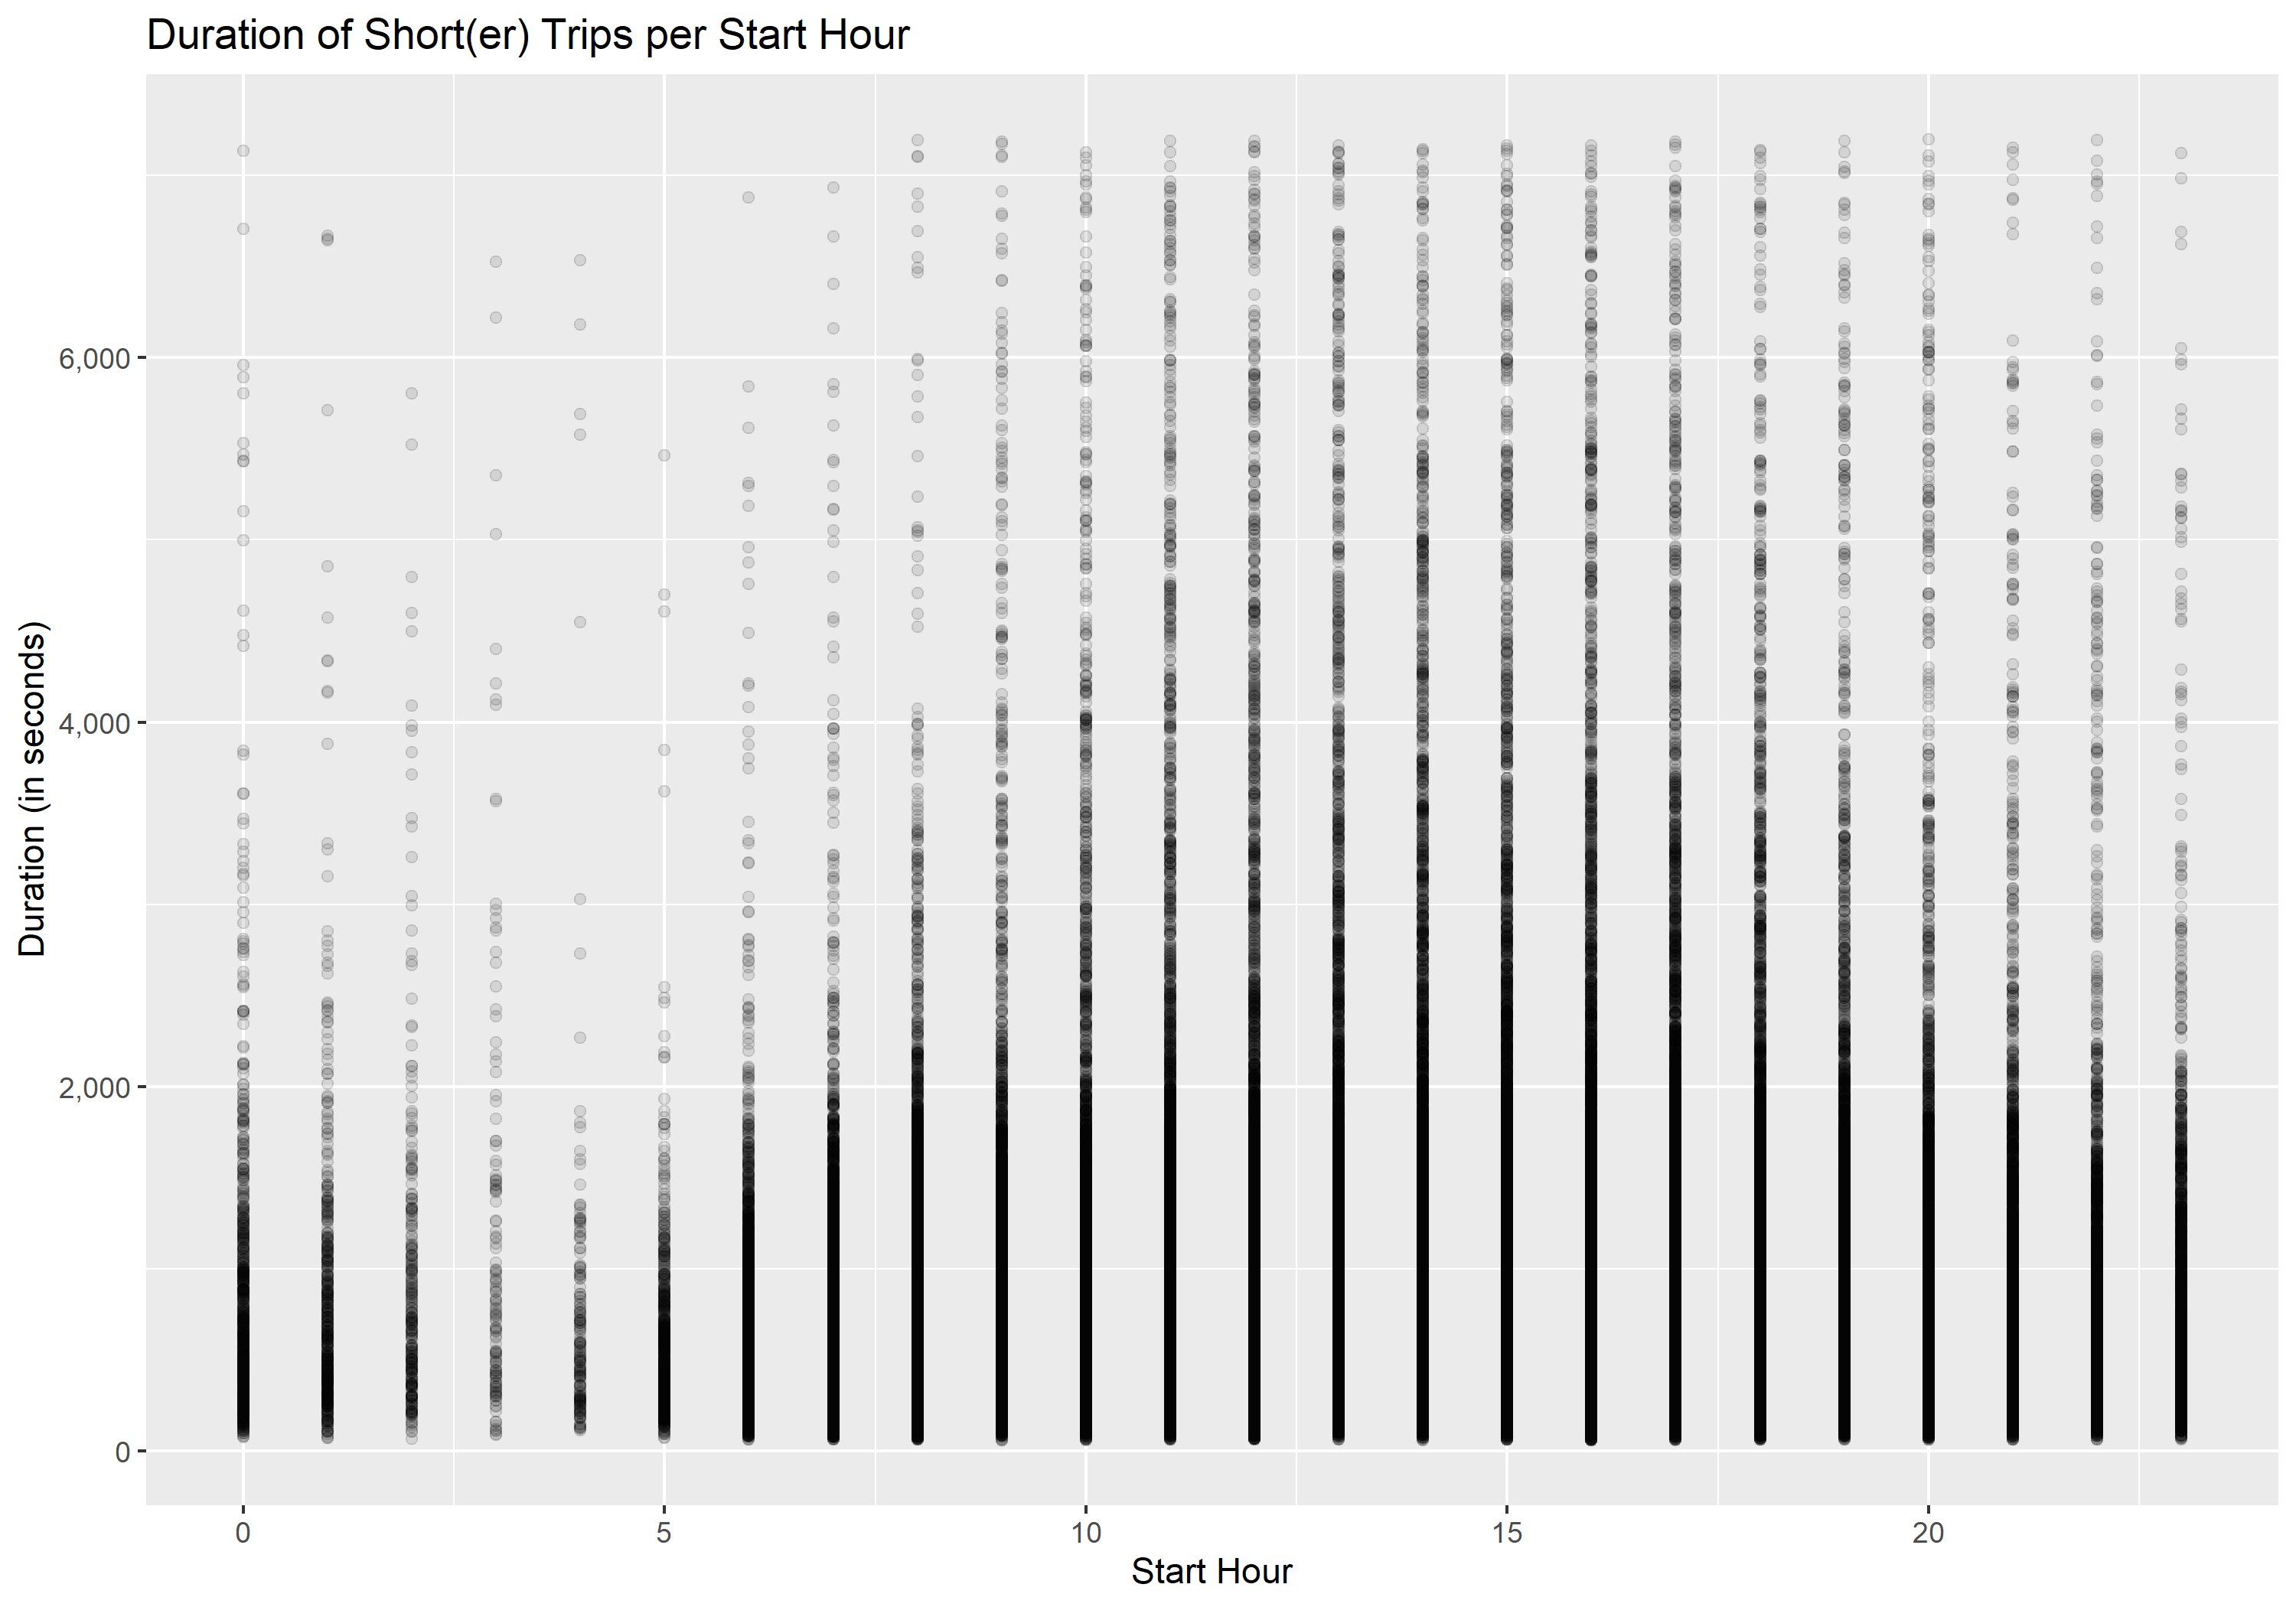 Duration of Short(er) Trips per Start Hour
Duration (in seconds)
6,000
4,000
2,000
0
0 5 10 15 20
Start Hour